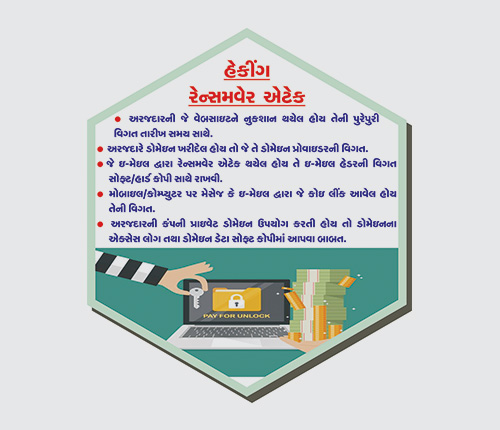 હેકીંગ
રેન્સમવેર એટેક
● અરજદારની જે વેબસાઇટને નુકશાન થયેલ હોય તેની પુરેપુરી
વિગત તારીખ સમય સાથે.
● અરજદારે ડોમેઇન ખરીદેલ હોય તો જે તે ડોમેઇન પ્રોવાઇડરની વિગત.
● જે ઇ-મેઇલ દ્વારા રેન્સમવેર એટેક થયેલ હોય તે ઇ-મેઇલ હેડરની વિગત
સોફ્ટ/હાર્ડ કોપી સાથે રાખવી.
● મોબાઇલ/કોમ્પ્યુટર પર મેસેજ કે ઇ-મેઇલ દ્વારા જે કોઇ લીંક આવેલ હોય
તેની વિગત.
● અરજદારની કંપની પ્રાઇવેટ ડોમેઇન ઉપયોગ કરતી હોય તો ડોમેઇનના
એક્સેસ લોગ તથા ડોમેઇન ડેટા સોફ્ટ કોપીમાં આપવા બાબત.
PAY FOR UNLOCK